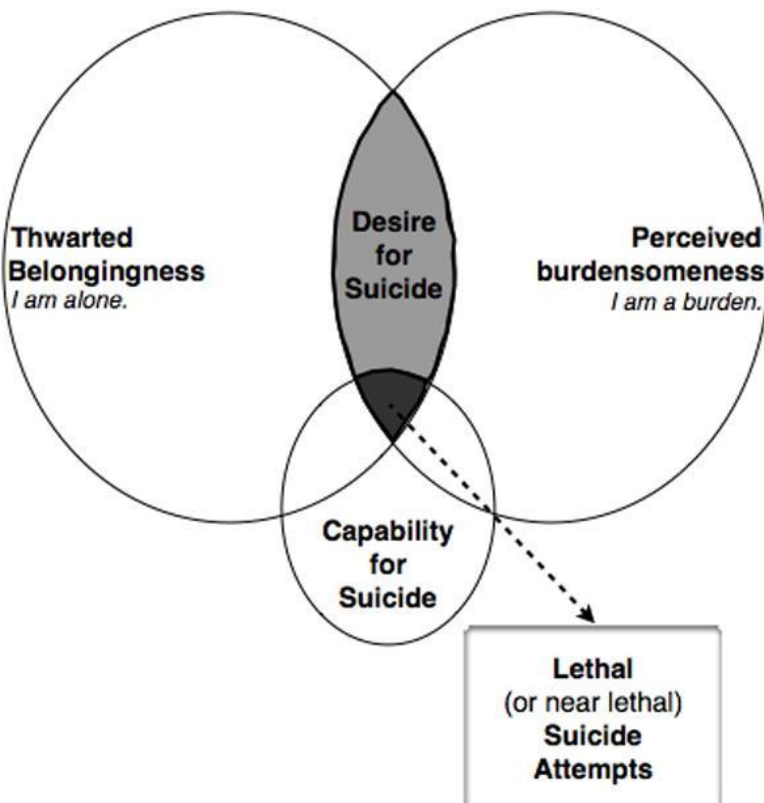 Thwarted
Belongingness
I am alone.
Desire
for
Suicide
Perceived
burdensomeness
I am a burden.
Capability
for
Suicide
Lethal
(or near lethal)
Suicide
Attempts